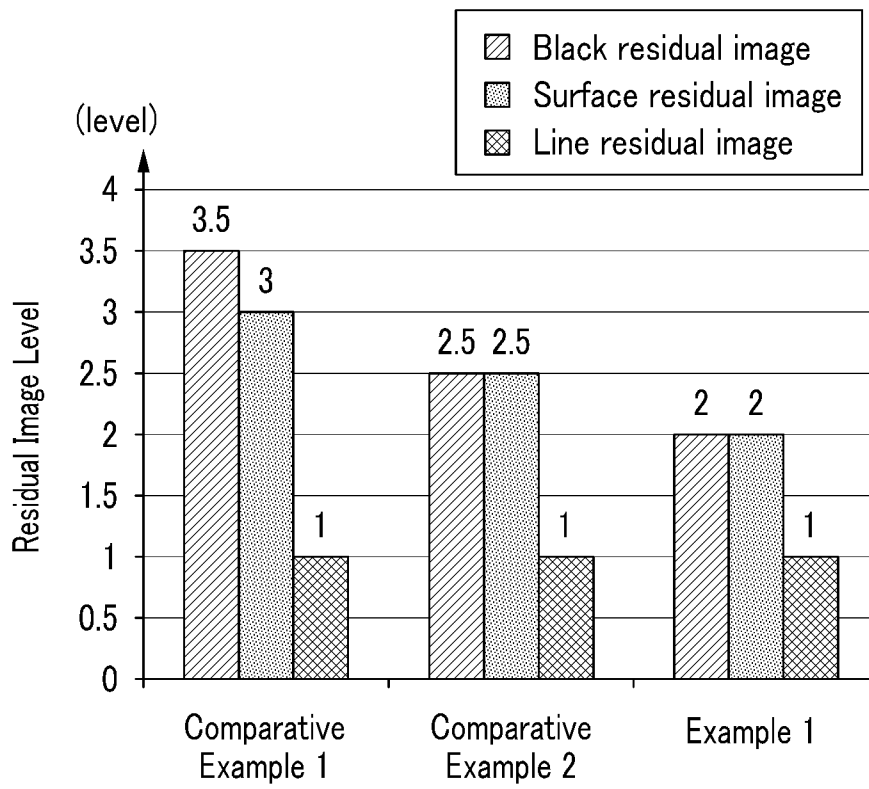 Black residual image
Surface residual image
Line residual image
(level)
Residual Image Level
4
3.5
3
2.5
2
1.5
1
0.5
0
3.5
3
1
2.5
2.5
1
2
2
1
Comparative
Example 1
Comparative
Example 2
Example 1